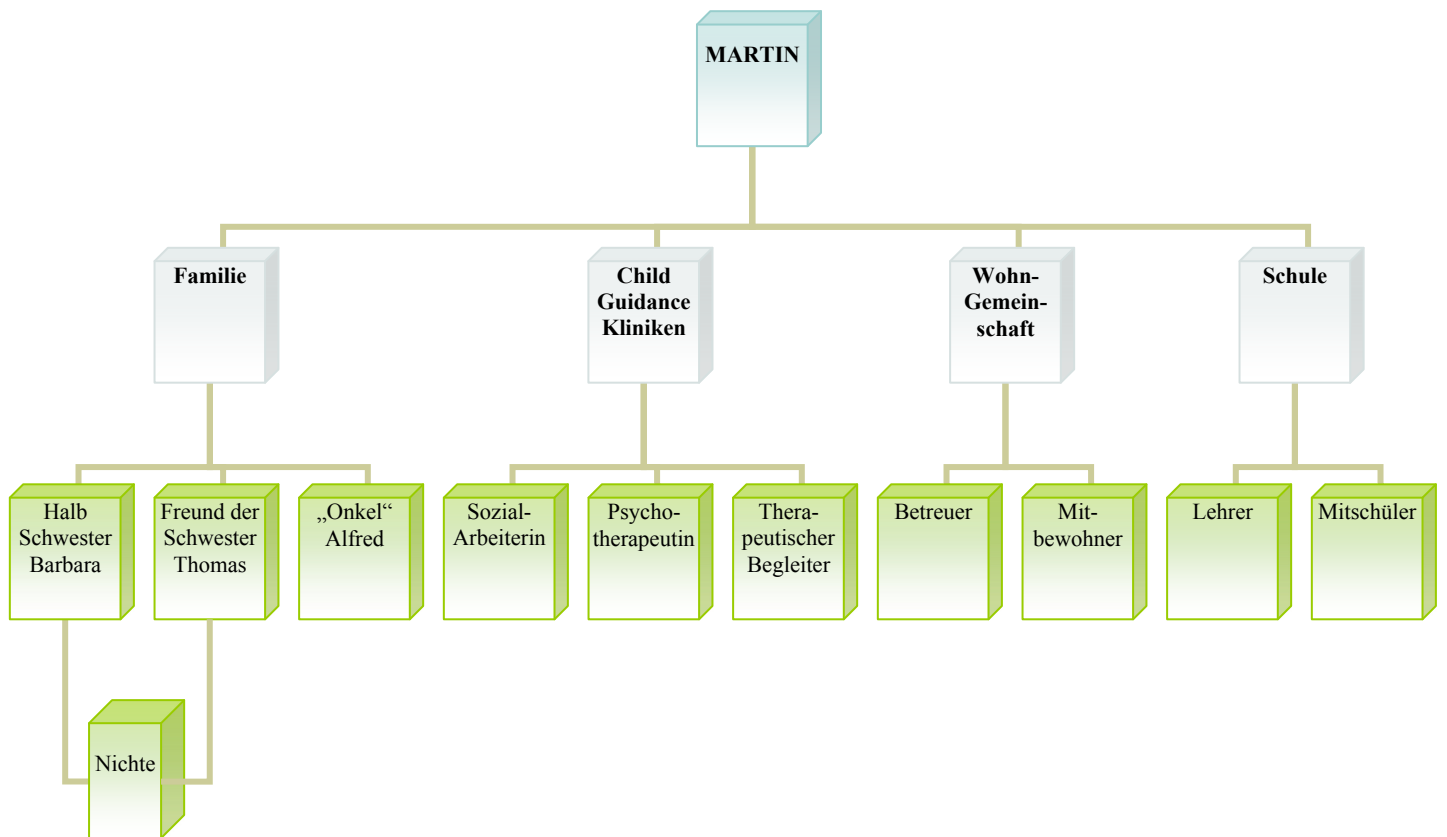 MARTIN
Familie
Child
Guidance
Kliniken
Wohn-
Gemein-
schaft
Schule
Halb
Schwester
Barbara
Freund der
Schwester
Thomas
„Onkel“
Alfred
Sozial-
Arbeiterin
Psycho-
therapeutin
Thera-
peutischer
Begleiter
Betreuer
Mit-
bewohner
Lehrer
Mitschüler
Nichte